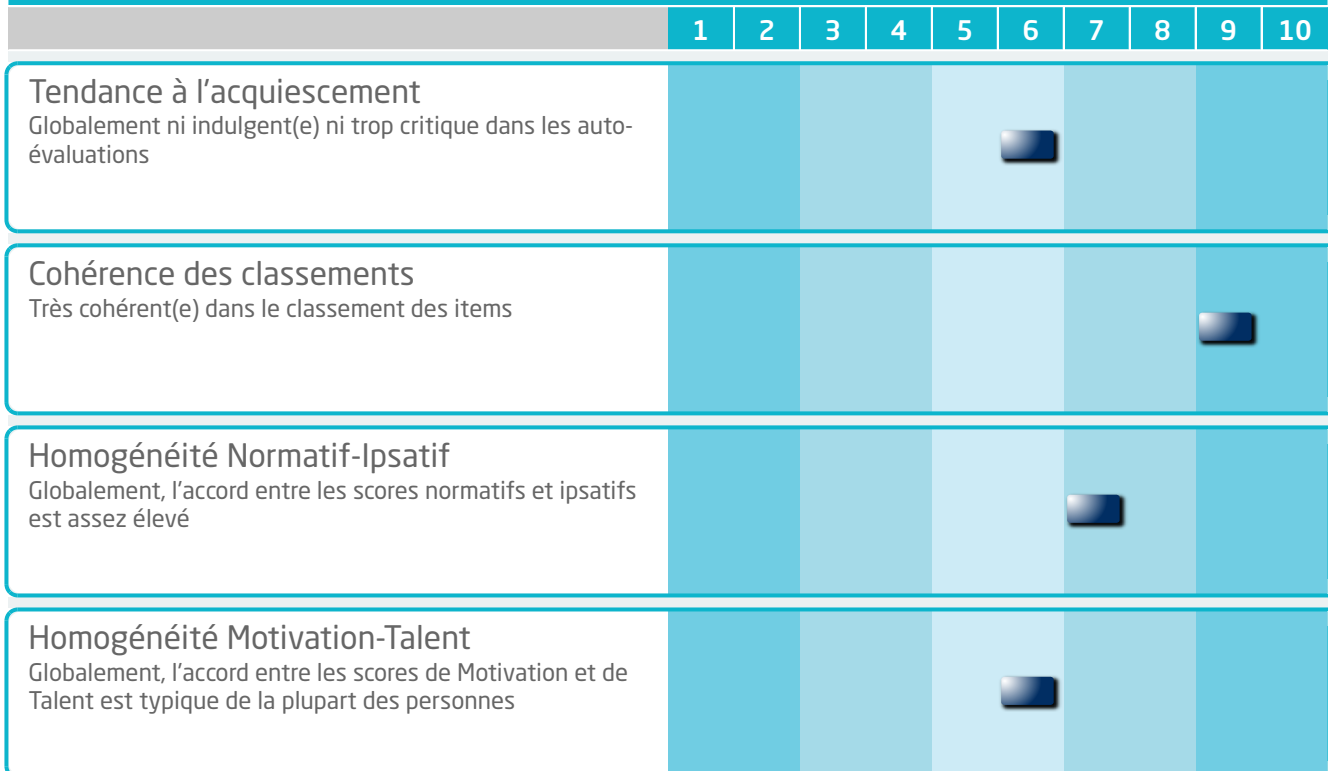 1 2 3 4 5 6 7 8 9 10
Tendance à l’acquiescement
Globalement ni indulgent(e) ni trop critique dans les auto-
évaluations
Cohérence des classements
Très cohérent(e) dans le classement des items
Homogénéité Normatif-Ipsatif
Globalement, l’accord entre les scores normatifs et ipsatifs
est assez élevé
Homogénéité Motivation-Talent
Globalement, l’accord entre les scores de Motivation et de
Talent est typique de la plupart des personnes